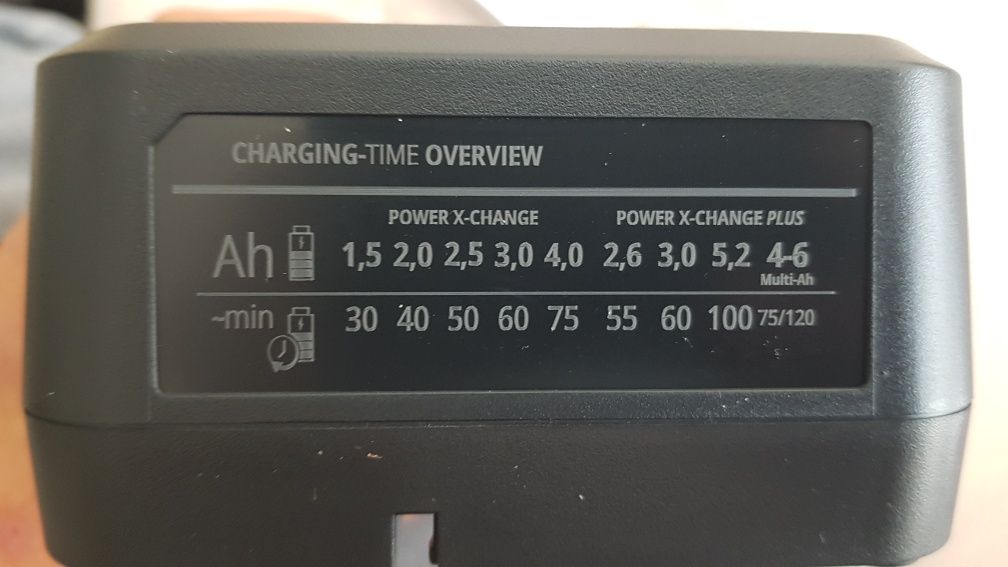 CHARGING-TIME OVERVIEW
POWER X-CHANGE POWER X-CHANGE PLUS
Ah 1,5 2,0 2,5 3,0 4,0 2,6 3,0 5,2 4-6
Multi-Ah
~min 30 40 50 60 75 55 60 100 75/120